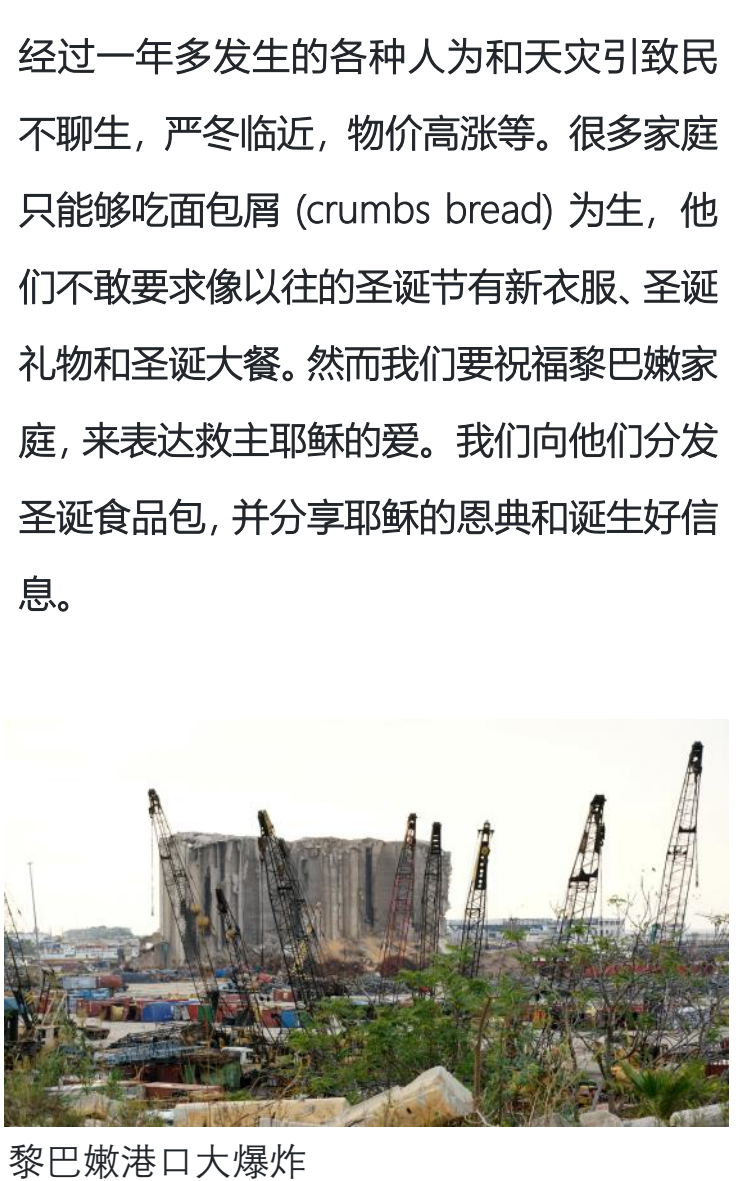 经过一年多发生的各种人为和天灾引致民
不聊生，严冬临近，物价高涨等。很多家庭
只能够吃面包屑 (crumbs bread) 为生，他
们不敢要求像以往的圣诞节有新衣服、圣诞
礼物和圣诞大餐。然而我们要祝福黎巴嫩家
庭，来表达救主耶稣的爱。我们向他们分发
圣诞食品包，并分享耶稣的恩典和诞生好信
息。
黎巴嫩港口大爆炸